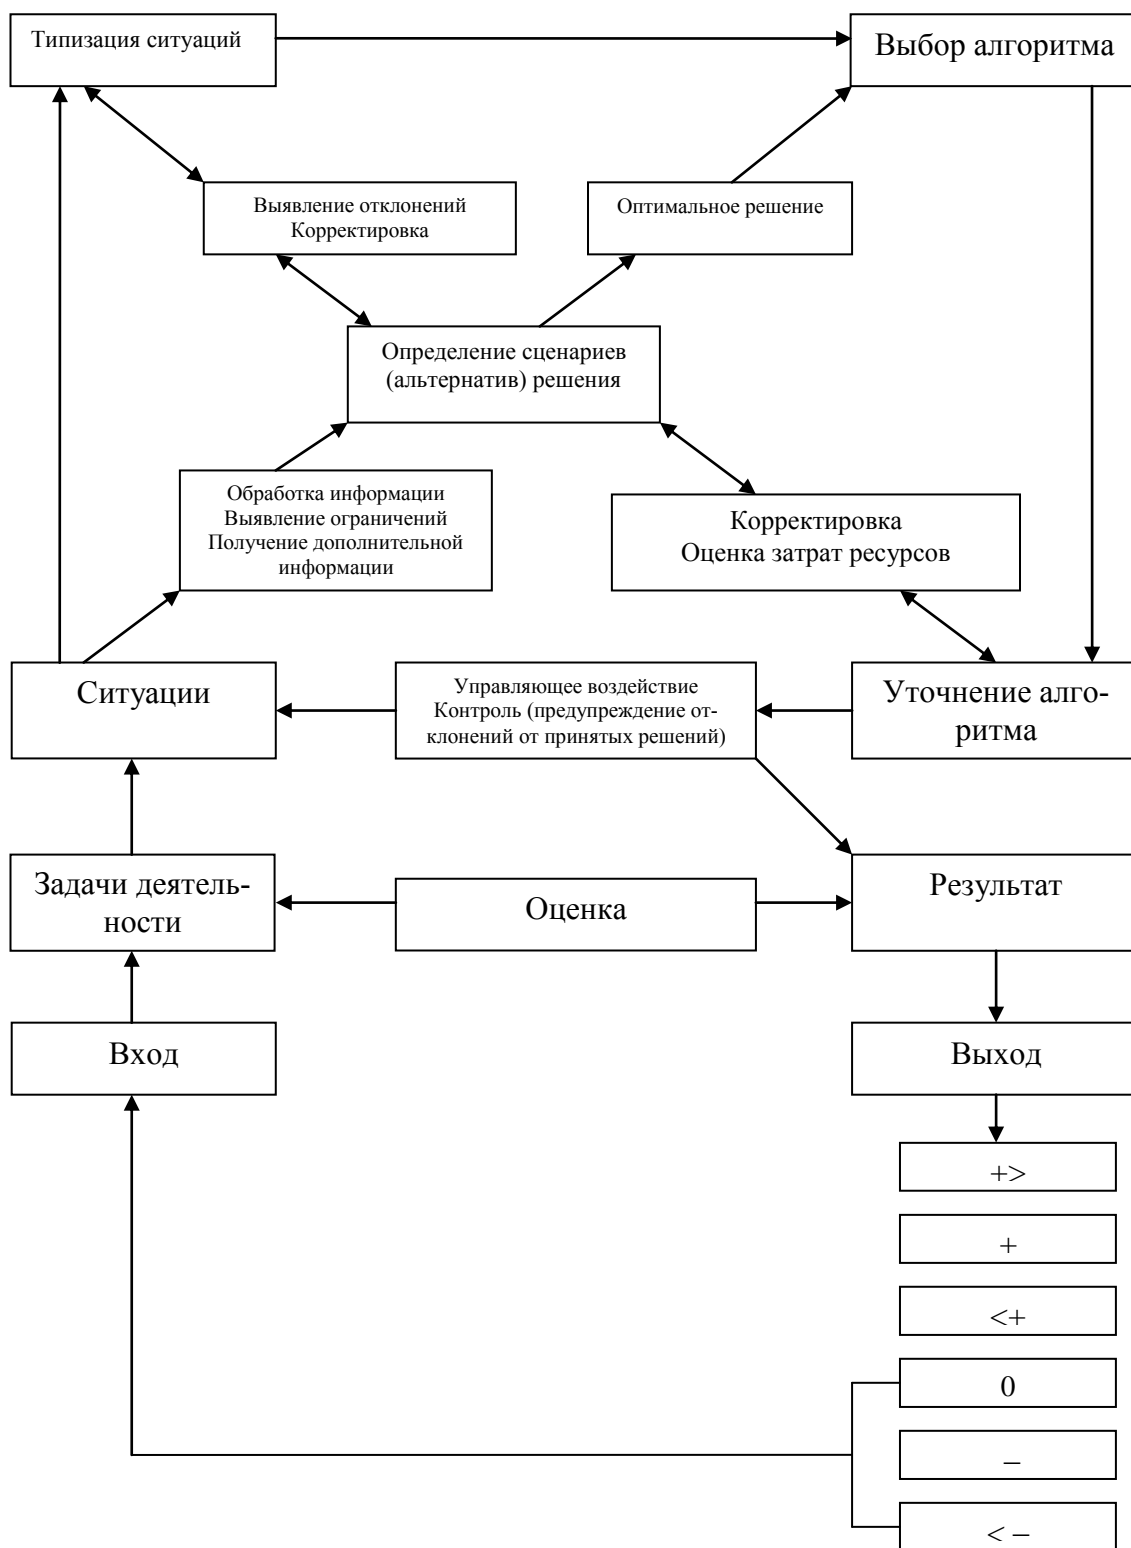 Типизация ситуаций
Выбор алгоритма
Выявление отклонений
Корректировка
Оптимальное решение
Определение сценариев
(альтернатив) решения
Обработка информации
Выявление ограничений
Получение дополнительной
информации
Корректировка
Оценка затрат ресурсов
Ситуации
Управляющее воздействие
Контроль (предупреждение от-
клонений от принятых решений)
Уточнение алго-
ритма
Задачи деятель-
ности
Оценка
Результат
Вход
Выход
+>
+
<+
0
–
< –